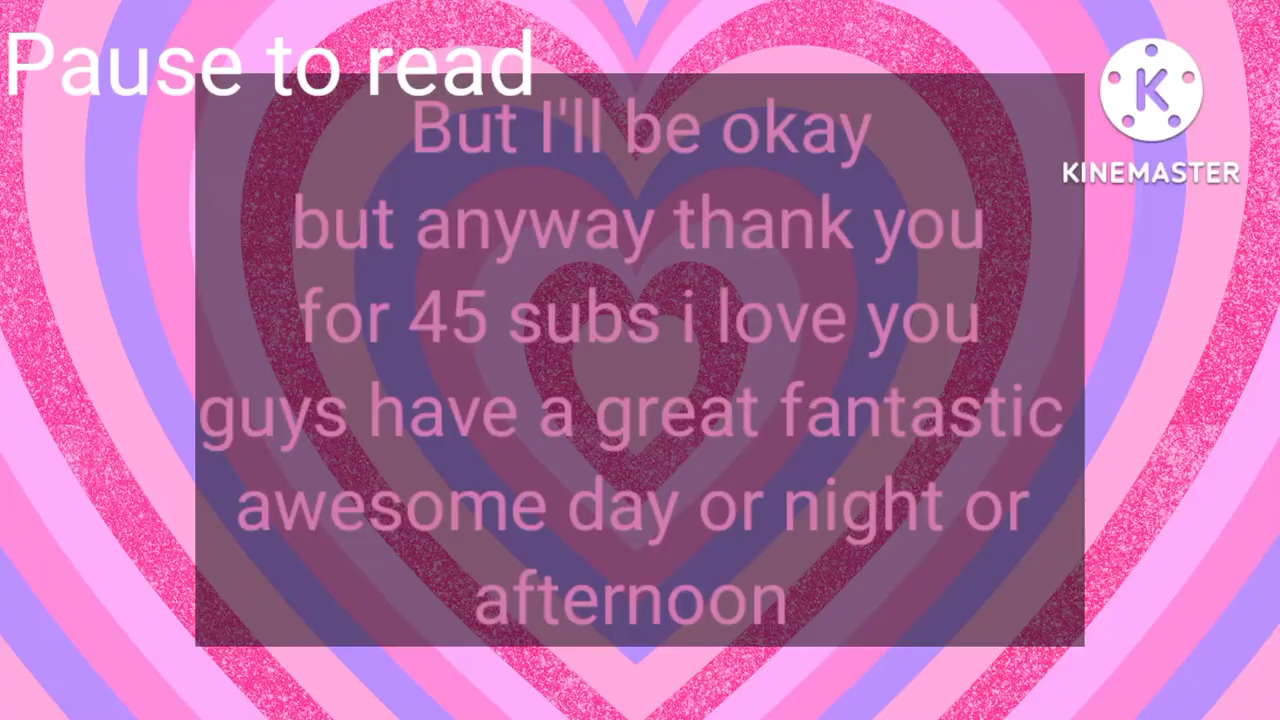 Pause to read
K
KINEMASTER
But I'll be okay
but anyway thank you
for 45 subs i love you
guys have a great fantastic
awesome day or night or
afternoon